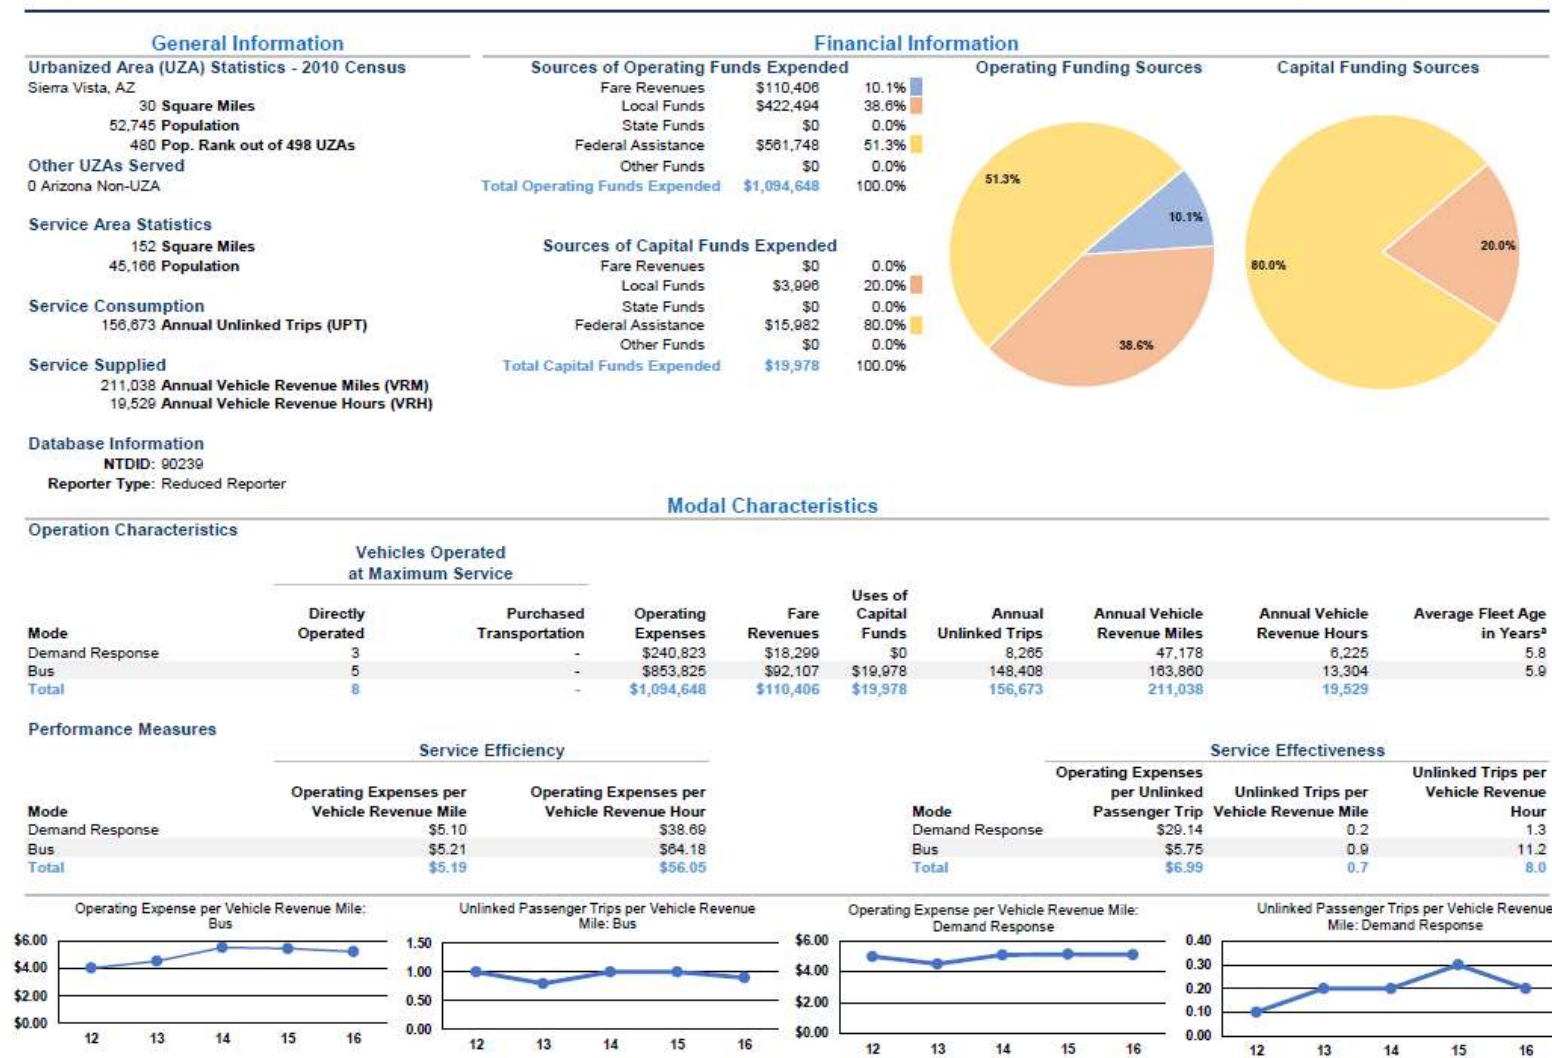 General Information
Financial Information
Urbanized Area (UZA) Statistics - 2010 Census
Sierra Vista, AZ
30 Square Miles
52,745 Population
480 Pop. Rank out of 498 UZAs
Other UZAs Served
0 Arizona Non-UZA
Service Area Statistics
152 Square Miles
45,166 Population
Service Consumption
156,673 Annual Unlinked Trips (UPT)
Service Supplied
211,038 Annual Vehicle Revenue Miles (VRM)
19,529 Annual Vehicle Revenue Hours (VRH)
Database Information
NTDID: 90239
Reporter Type: Reduced Reporter
Sources of Operating Funds Expended
Fare Revenues $110,406 10.1%
Local Funds $422,494 38.6%
State Funds $0 0.0%
Federal Assistance $561,748 51.3%
Other Funds $0 0.0%
Total Operating Funds Expended $1,094,648 100.0%
Sources of Capital Funds Expended
Fare Revenues $0 0.0%
Local Funds $3,996 20.0%
State Funds $0 0.0%
Federal Assistance $15,982 80.0%
Other Funds $0 0.0%
Total Capital Funds Expended $19,978 100.0%
Operating Funding Sources
51.3%
10.1%
38.6%
Capital Funding Sources
20.0%
80.0%
Modal Characteristics
Operation Characteristics
Vehicles Operated
at Maximum Service
Uses of
Directly Purchased Operating Fare Capital Annual Annual Vehicle Annual Vehicle Average Fleet Age
Mode Operated Transportation Expenses Revenues Funds Unlinked Trips Revenue Miles Revenue Hours in Yearsª
Demand Response 3 - $240,823 $18,299 $0 8,265 47,178 6,225 5.8
Bus 5 - $853,825 $92,107 $19,978 148,408 163,860 13,304 5.9
Total 8 - $1,094,648 $110,406 $19,978 156,673 211,038 19,529
Performance Measures
Service Efficiency
Operating Expenses per Operating Expenses per
Mode Vehicle Revenue Mile Vehicle Revenue Hour
Demand Response $5.10 $38.69
Bus $5.21 $64.18
Total $5.19 $56.05
Service Effectiveness
Operating Expenses Unlinked Trips per
per Unlinked Unlinked Trips per Vehicle Revenue
Mode Passenger Trip Vehicle Revenue Mile Hour
Demand Response $29.14 0.2 1.3
Bus $5.75 0.9 11.2
Total $6.99 0.7 8.0
Operating Expense per Vehicle Revenue Mile:
Bus
$6.00
$4.00
$2.00
$0.00
12 13 14 15 16
Unlinked Passenger Trips per Vehicle Revenue
Mile: Bus
1.50
1.00
0.50
0.00
12 13 14 15 16
Operating Expense per Vehicle Revenue Mile:
Demand Response
$6.00
$4.00
$2.00
$0.00
12 13 14 15 16
Unlinked Passenger Trips per Vehicle Revenue
Mile: Demand Response
0.40
0.30
0.20
0.10
0.00
12 13 14 15 16